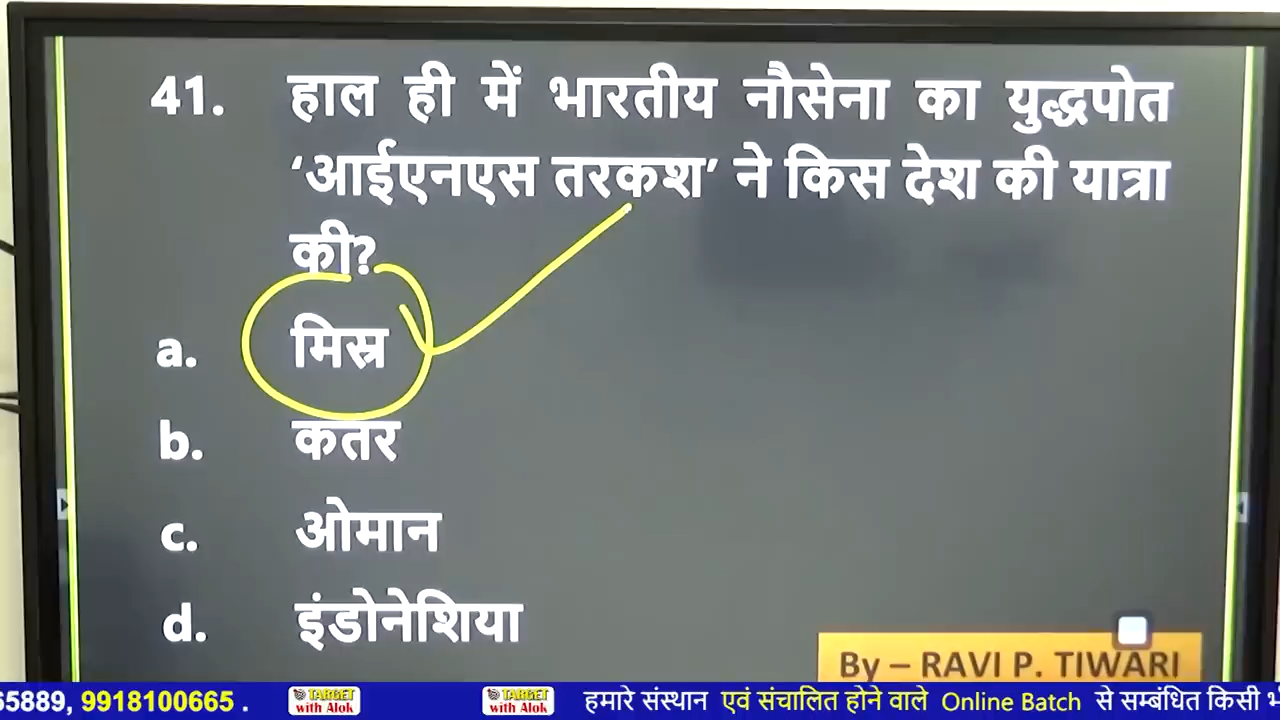 41. हाल ही में भारतीय नौसेना का युद्धपोत
‘आईएनएस तरकश’ ने किस देश की यात्रा
की?
a. मिस्र
b. कतर
c. ओमान
d. इंडोनेशिया
By – RAVI P. TIWARI
65889, 9918100665 . TARGET with Alok TARGET with Alok हमारे संस्थान एवं संचालित होने वाले Online Batch से सम्बंधित किसी